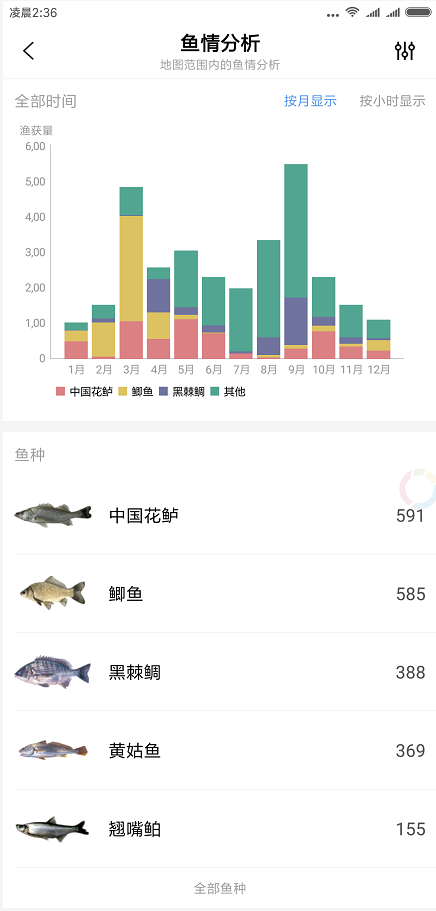 凌晨2:36
鱼情分析
地图范围内的鱼情分析
全部时间 按月显示 按小时显示
渔获量
6,00
5,00
4,00
3,00
2,00
1,00
0
1月 2月 3月 4月 5月 6月 7月 8月 9月 10月 11月 12月
中国花鲈 鲫鱼 黑棘鲷 其他
鱼种
中国花鲈 591
鲫鱼 585
黑棘鲷 388
黄姑鱼 369
翘嘴鲌 155
全部鱼种